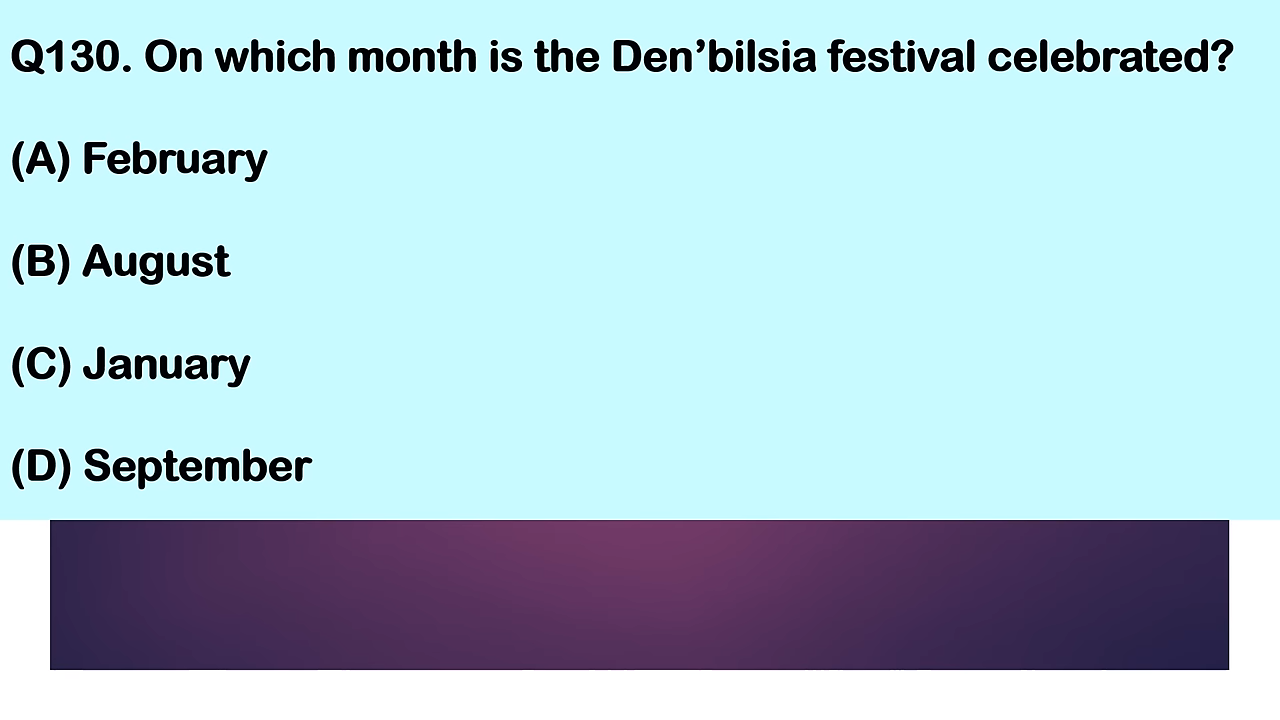 Q130. On which month is the Den’bilsia festival celebrated?
(A) February
(B) August
(C) January
(D) September